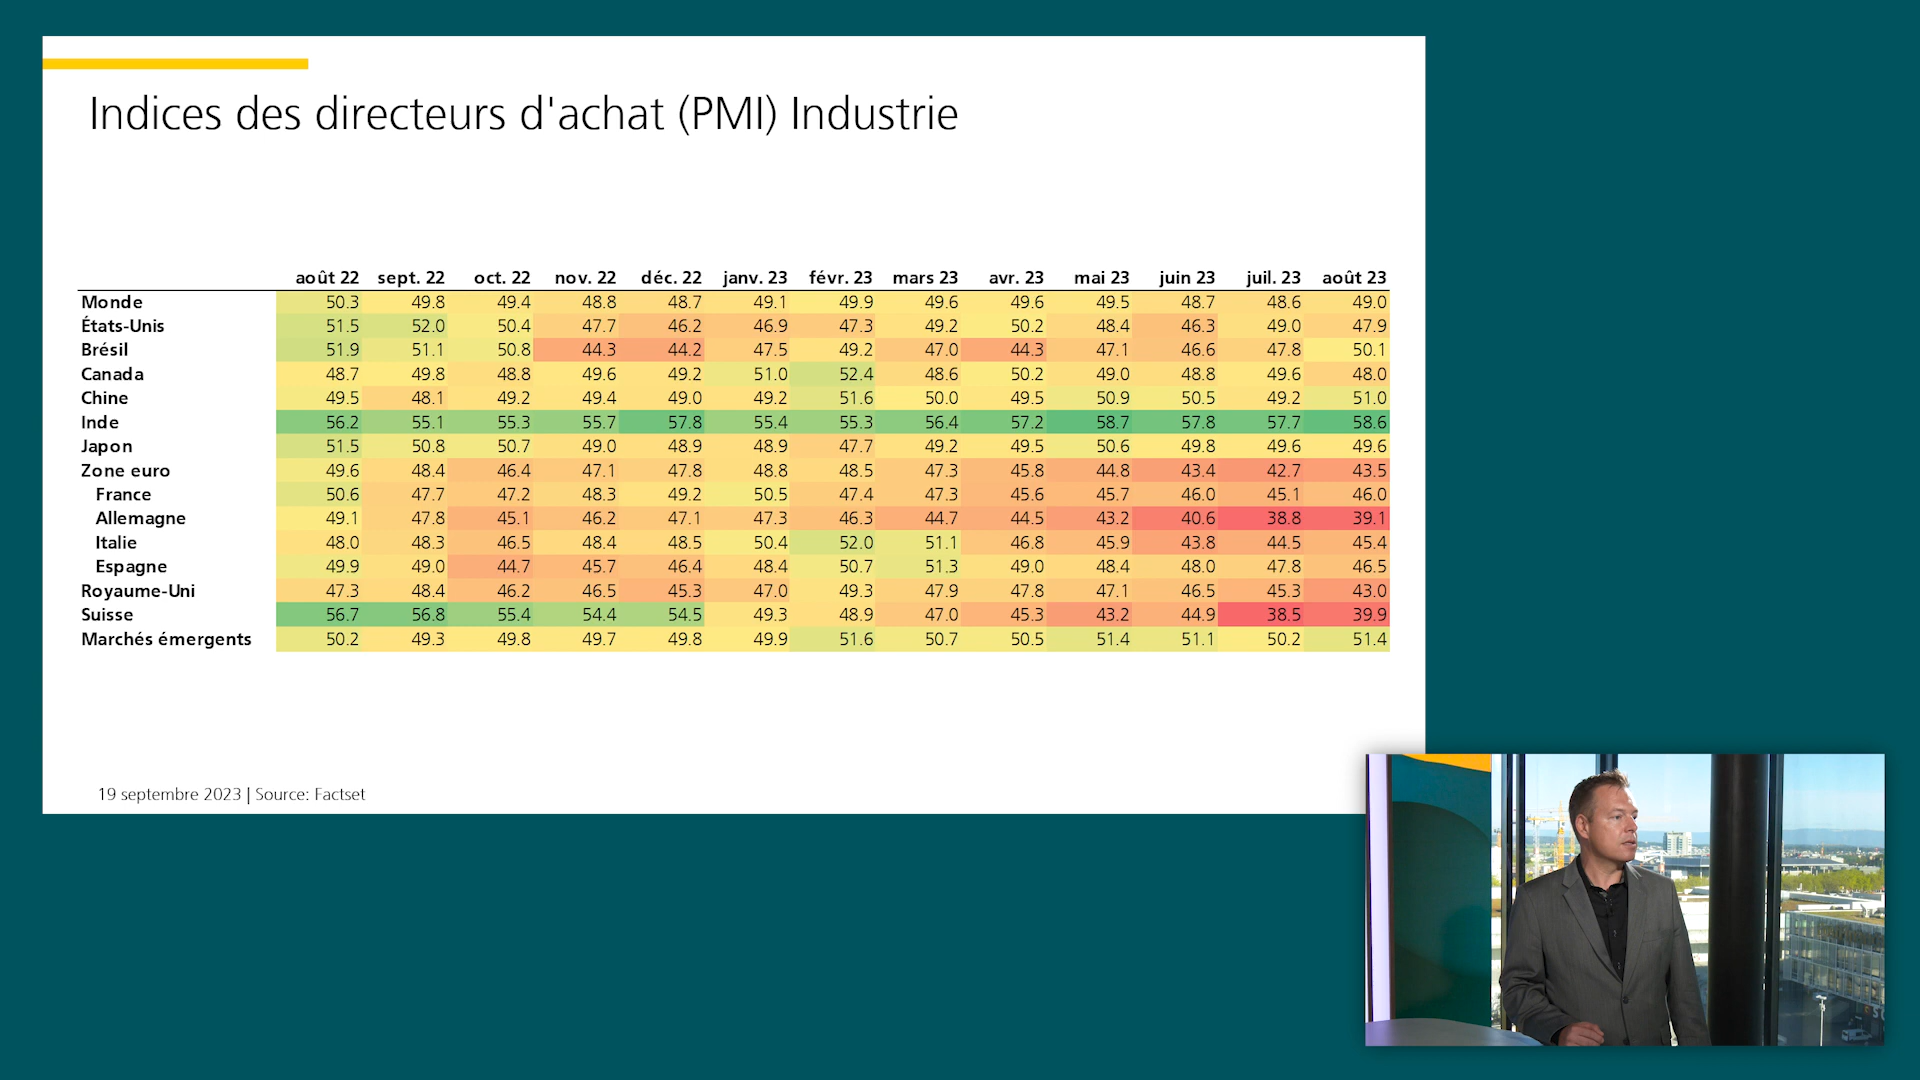 Indices des directeurs d'achat (PMI) Industrie
août 22 sept. 22 oct. 22 nov. 22 déc. 22 janv. 23 févr. 23 mars 23 avr. 23 mai 23 juin 23 juil. 23 août 23
Monde 50.3 49.8 49.4 48.8 48.7 49.1 49.9 49.6 49.6 49.5 48.7 48.6 49.0
États-Unis 51.5 52.0 50.4 47.7 46.2 46.9 47.3 49.2 50.2 48.4 46.3 49.0 47.9
Brésil 51.9 51.1 50.8 44.3 44.2 47.5 49.2 47.0 44.3 47.1 46.6 47.8 50.1
Canada 48.7 49.8 48.8 49.6 49.2 51.0 52.4 48.6 50.2 49.0 48.8 49.6 48.0
Chine 49.5 48.1 49.2 49.4 49.0 49.2 51.6 50.0 49.5 50.9 50.5 49.2 51.0
Inde 56.2 55.1 55.3 55.7 57.8 55.4 55.3 56.4 57.2 58.7 57.8 57.7 58.6
Japon 51.5 50.8 50.7 49.0 48.9 48.9 47.7 49.2 49.5 50.6 49.8 49.6 49.6
Zone euro 49.6 48.4 46.4 47.1 47.8 48.8 48.5 47.3 45.8 44.8 43.4 42.7 43.5
France 50.6 47.7 47.2 48.3 49.2 50.5 47.4 47.3 45.6 45.7 46.0 45.1 46.0
Allemagne 49.1 47.8 45.1 46.2 47.1 47.3 46.3 44.7 44.5 43.2 40.6 38.8 39.1
Italie 48.0 48.3 46.5 48.4 48.5 50.4 52.0 51.1 46.8 45.9 43.8 44.5 45.4
Espagne 49.9 49.0 44.7 45.7 46.4 48.4 50.7 51.3 49.0 48.4 48.0 47.8 46.5
Royaume-Uni 47.3 48.4 46.2 46.5 45.3 47.0 49.3 47.9 47.8 47.1 46.5 45.3 43.0
Suisse 56.7 56.8 55.4 54.4 54.5 49.3 48.9 47.0 45.3 43.2 44.9 38.5 39.9
Marchés émergents 50.2 49.3 49.8 49.7 49.8 49.9 51.6 50.7 50.5 51.4 51.1 50.2 51.4
19 septembre 2023 | Source: Factset